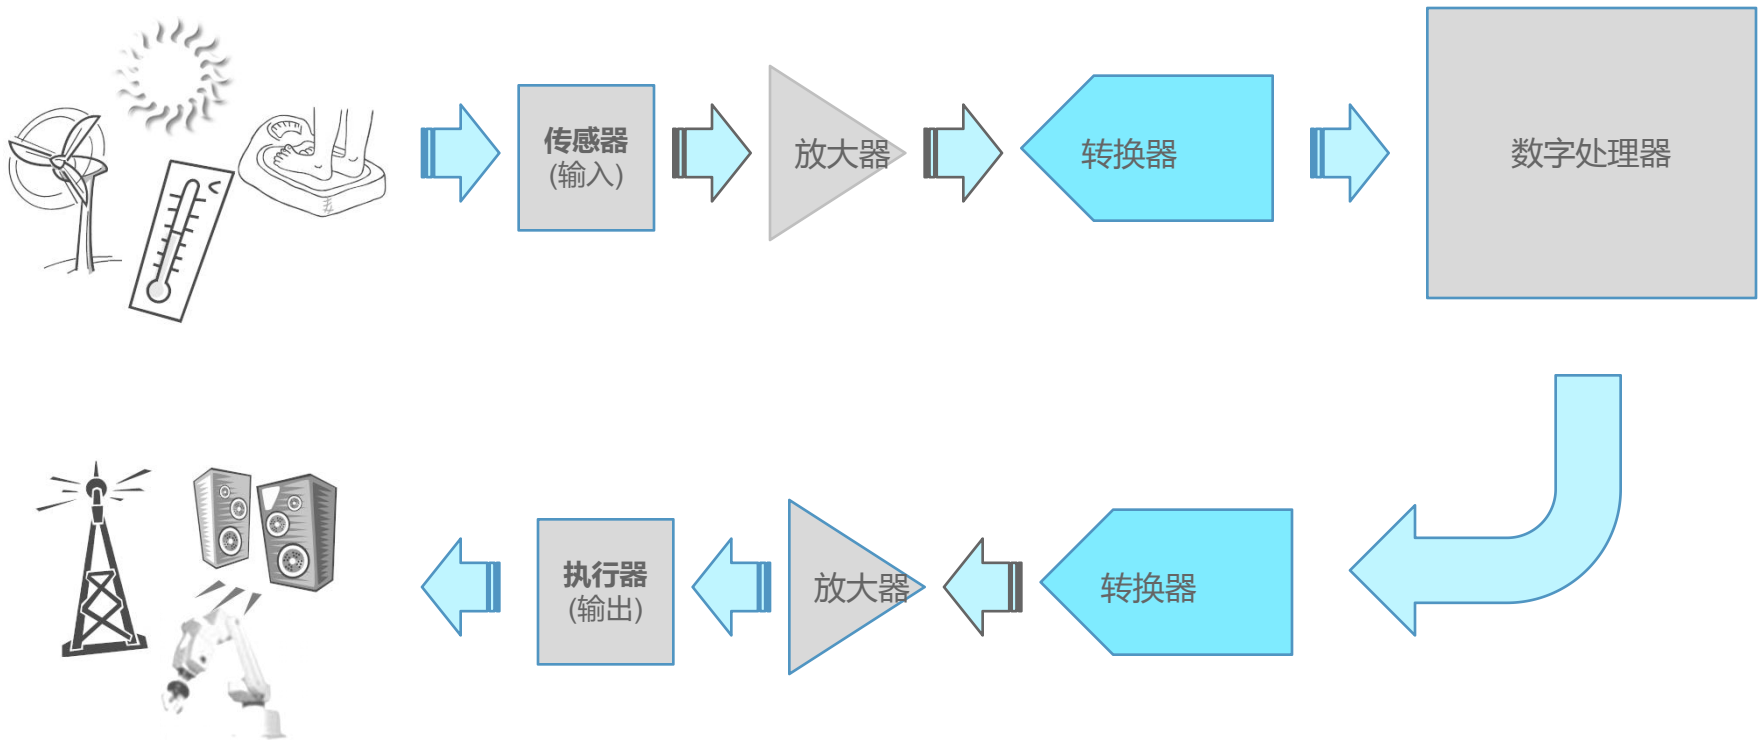 传感器
(输入)
放大器
转换器
数字处理器
执行器
(输出)
放大器
转换器